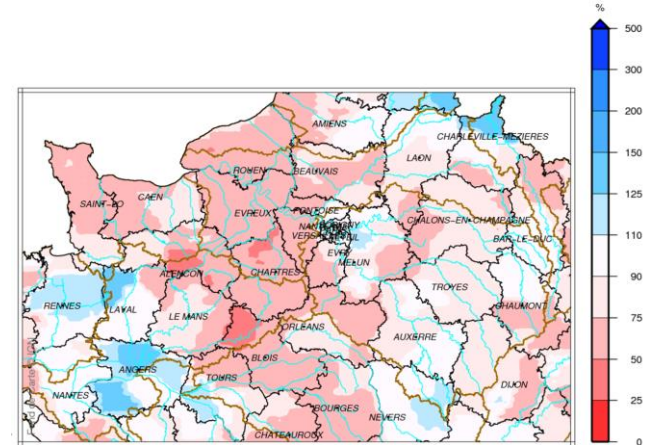 %
500
300
200
150
125
110
90
75
50
25
0
AMIENS
CHARLEVILLE-MEZIERES
LAON
ROUEN
BEAUVAIS
CAEN
SAINT-LO
EVREUX
PONTOISE
CHALONS-EN-CHAMPAGNE
BAR-LE-DUC
EVRY
MELUN
ALENCON
CHARTRES
TROYES
CHAUMONT
RENNES
LAVAL
LE MANS
ORLEANS
AUXERRE
BLOIS
ANGERS
TOURS
DIJON
NANTES
BOURGES
NEVERS
CHATEAUROUX